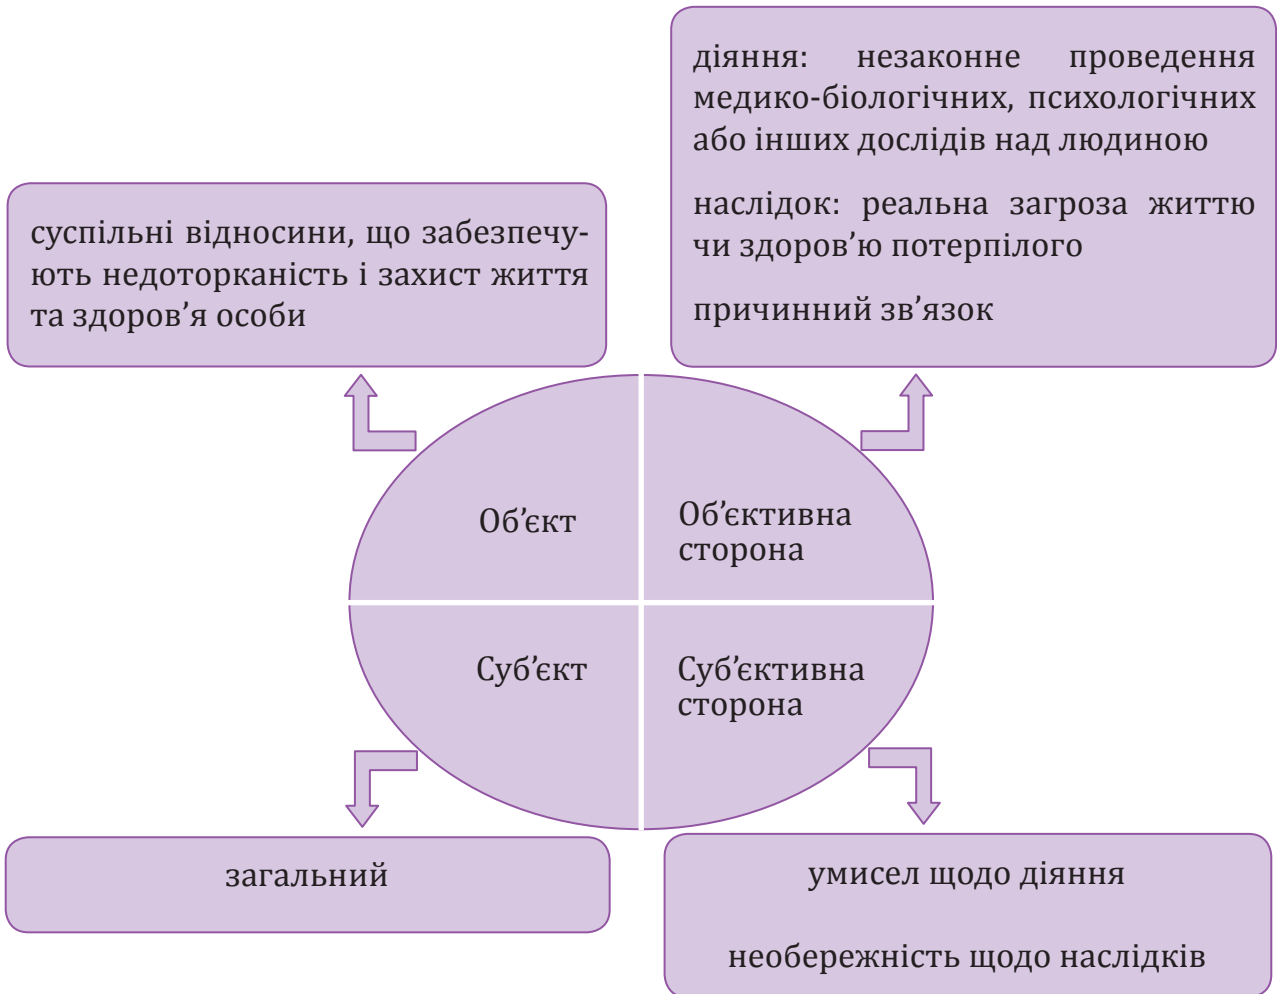 суспільні відносини, що забезпечу-
ють недоторканість і захист життя
та здоров’я особи
діяння: незаконне проведення
медико-біологічних, психологічних
або інших дослідів над людиною
наслідок: реальна загроза життю
чи здоров’ю потерпілого
причинний зв’язок
Об’єкт
Об’єктивна
сторона
Суб’єкт
Суб’єктивна
сторона
загальний
умисел щодо діяння
необережність щодо наслідків